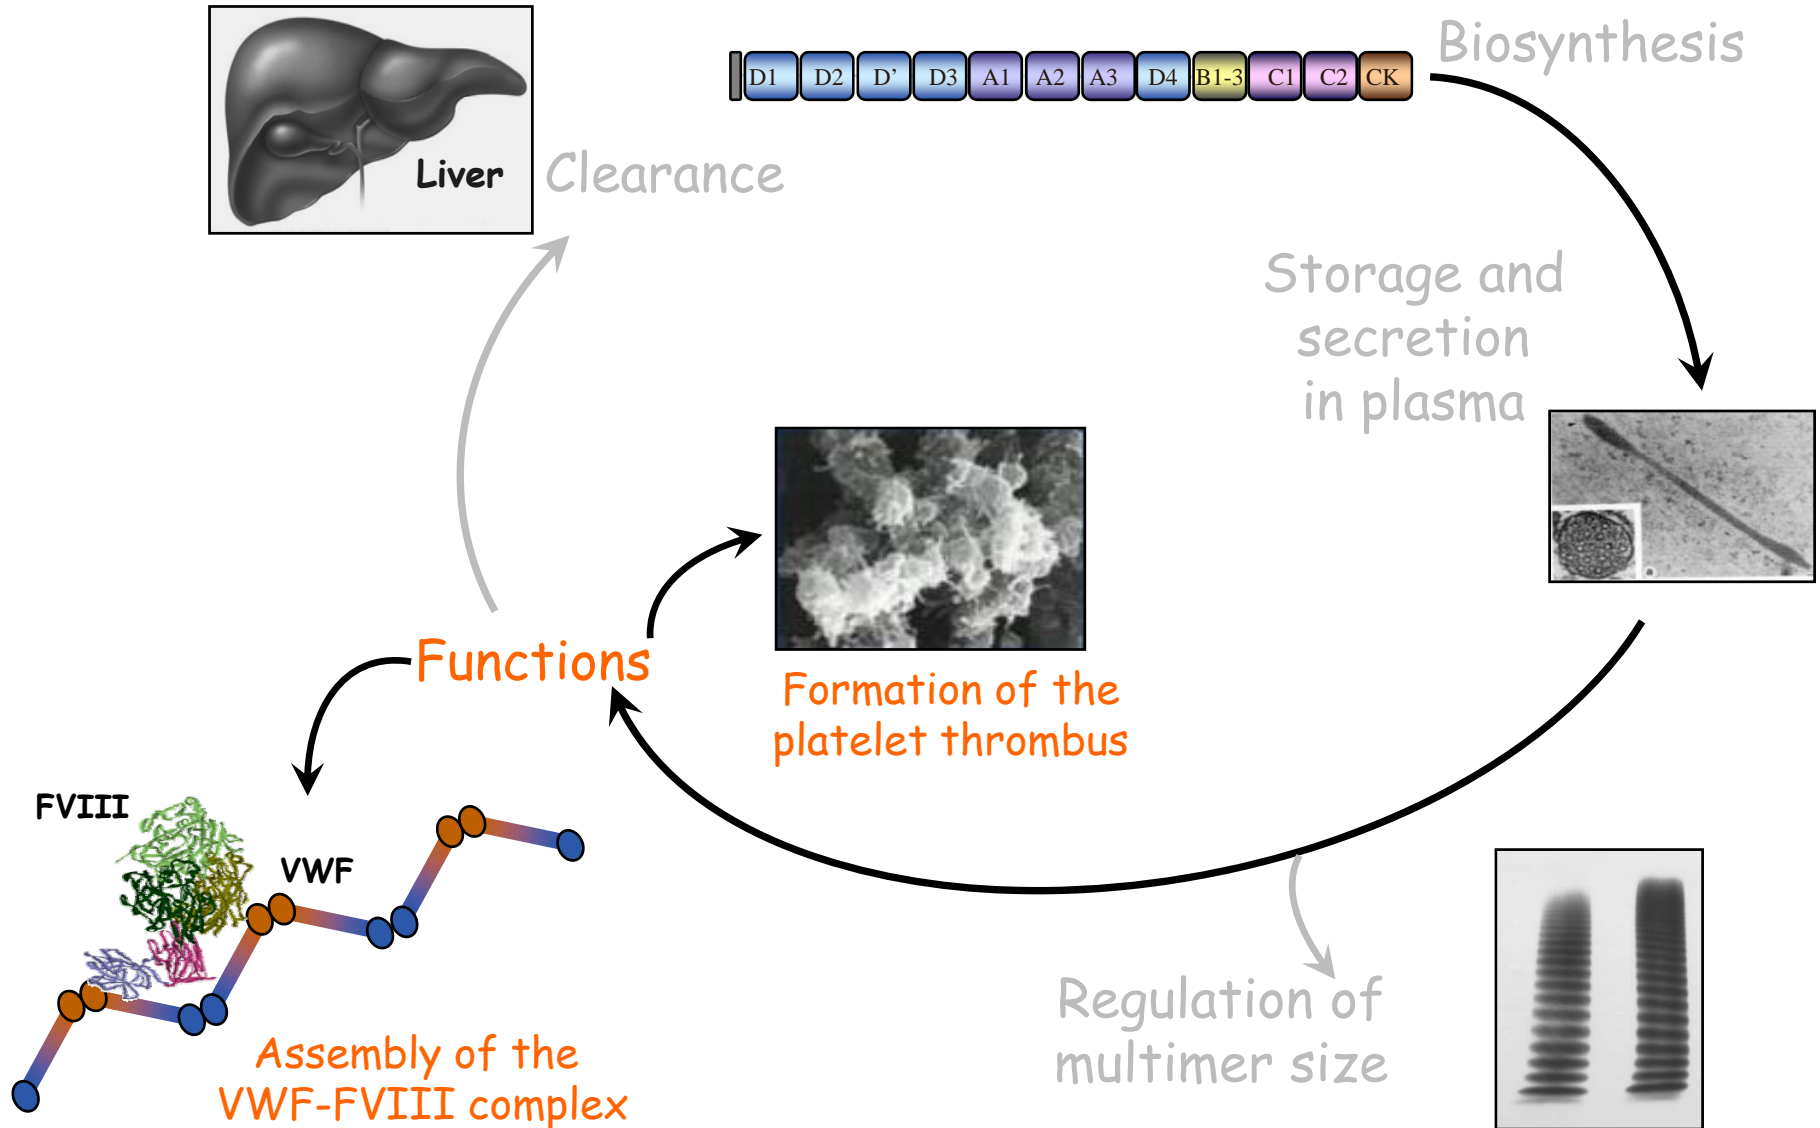 Biosynthesis
D1 D2 D’ D3 A1 A2 A3 D4 B1-3 C1 C2 CK
Liver
Clearance
Storage and
secretion
in plasma
Functions
Formation of the
platelet thrombus
FVIII
VWF
Assembly of the
VWF-FVIII complex
Regulation of
multimer size